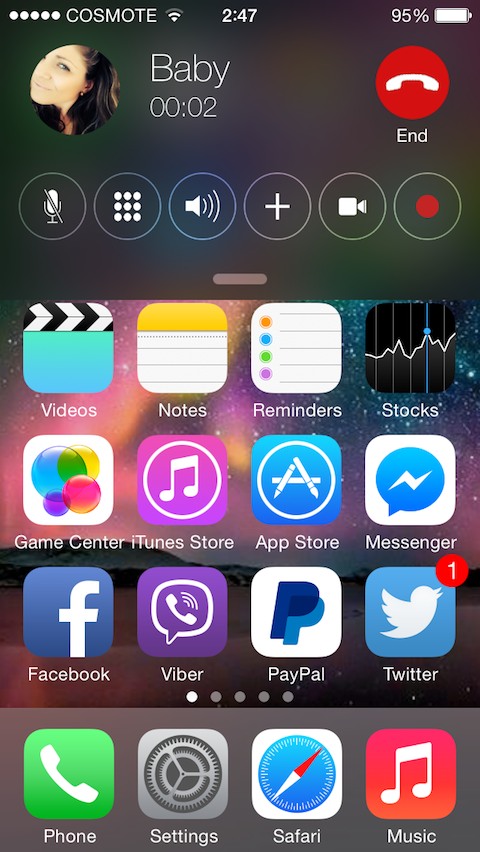 COSMOTE 2:47 95%
Baby
00:02
End
Videos Notes Reminders Stocks
Game Center iTunes Store App Store Messenger
1
Facebook Viber PayPal Twitter
Phone Settings Safari Music